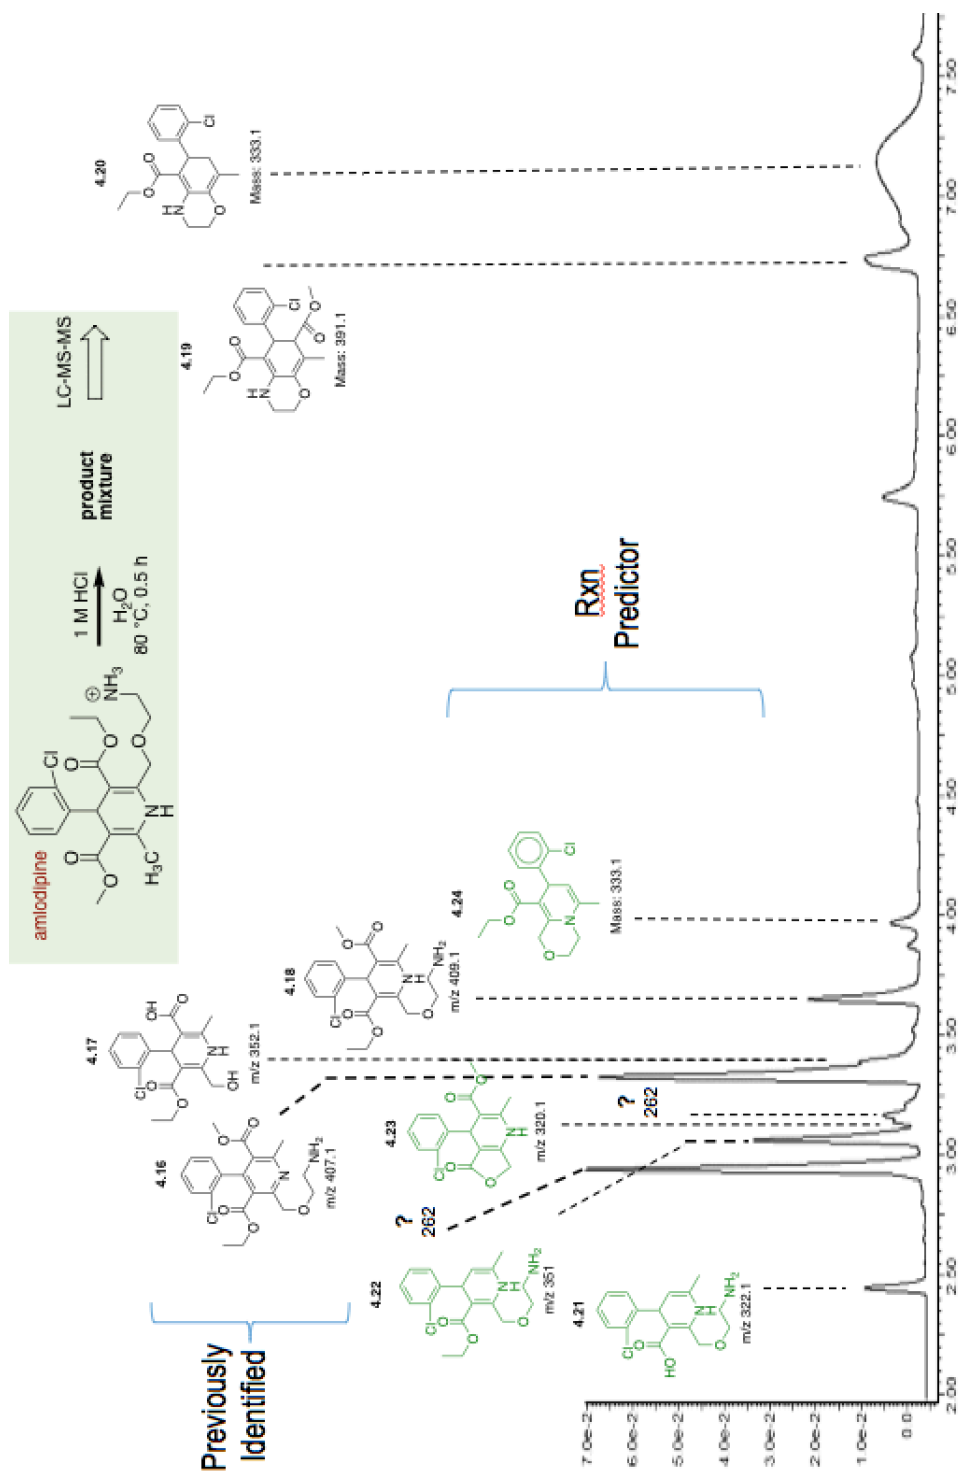 amlodipine
H₃C
N
H
O
O
O
O
Cl
O
⊕
NH₃
1 M HCl
H₂O
80 °C, 0.5 h
product
mixture
LC-MS-MS
Previously
Identified
4.16
m/z 407.1
4.17
m/z 352.1
4.18
m/z 409.1
4.19
Mass: 391.1
4.20
Mass: 333.1
4.21
m/z 322.1
4.22
m/z 351
?
262
4.23
m/z 320.1
?
262
4.24
Mass: 333.1
Rxn
Predictor
7.0e-2
6.0e-2
5.0e-2
4.0e-2
3.0e-2
2.0e-2
1.0e-2
0.0
2.00
2.50
3.00
3.50
4.00
4.50
5.00
5.50
6.00
6.50
7.00
7.50